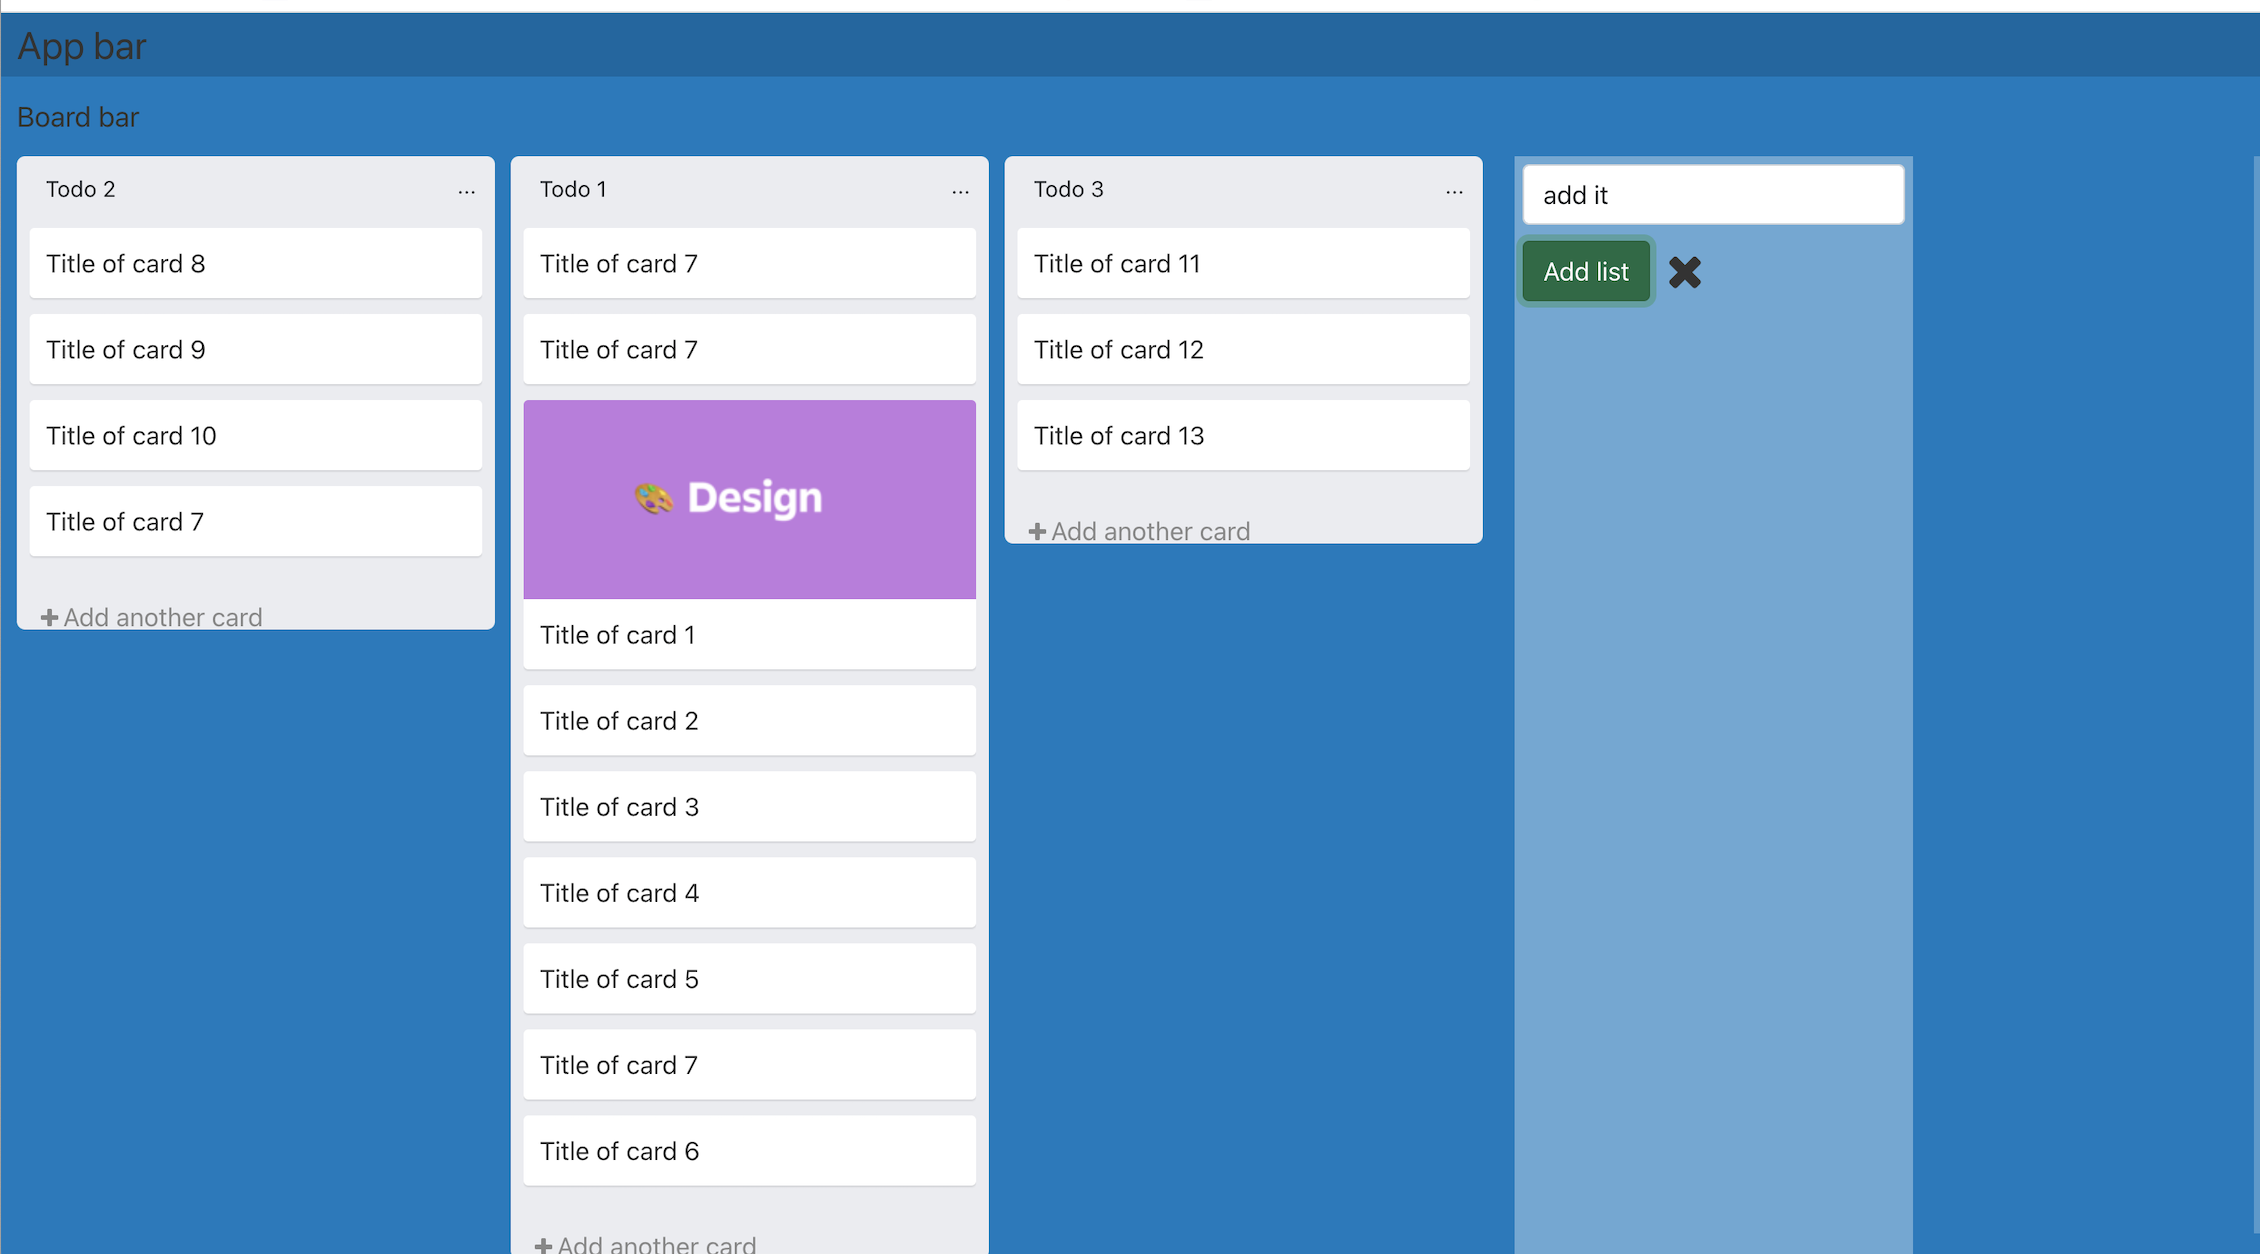 App bar
Board bar
Todo 2 ...
Title of card 8
Title of card 9
Title of card 10
Title of card 7
Add another card
Todo 1 ...
Title of card 7
Title of card 7
Design
Title of card 1
Title of card 2
Title of card 3
Title of card 4
Title of card 5
Title of card 7
Title of card 6
Add another card
Todo 3 ...
Title of card 11
Title of card 12
Title of card 13
Add another card
add it
Add list